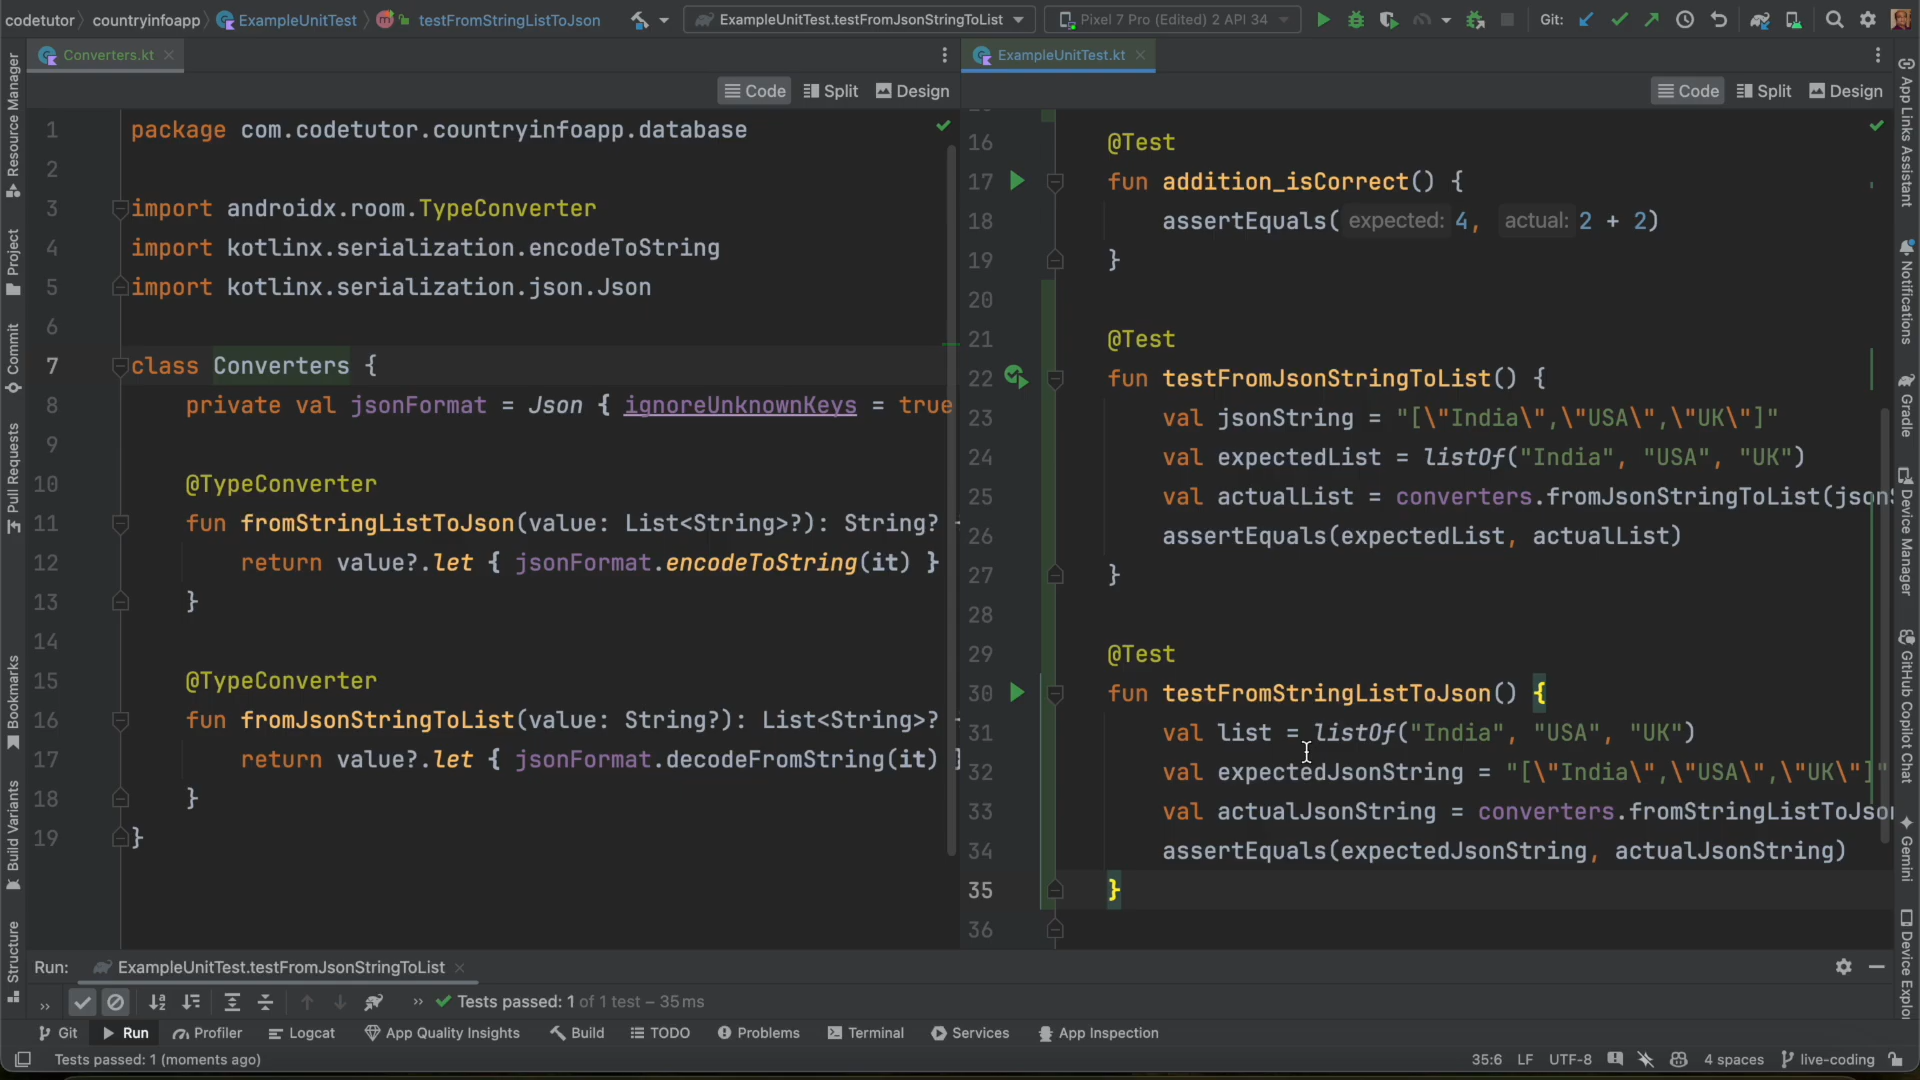 codetutor countryinfoapp ExampleUnitTest testFromStringListToJson ExampleUnitTest.testFromJsonStringToList Pixel 7 Pro (Edited) 2 API 34 Git:
Converters.kt
ExampleUnitTest.kt
Code Split Design
Code Split Design
1 package com.codetutor.countryinfoapp.database
2
3 import androidx.room.TypeConverter
4 import kotlinx.serialization.encodeToString
5 import kotlinx.serialization.json.Json
6
7 class Converters {
8 private val jsonFormat = Json { ignoreUnknownKeys = true
9
10 @TypeConverter
11 fun fromStringListToJson(value: List<String>?): String?
12 return value?.let { jsonFormat.encodeToString(it) }
13 }
14
15 @TypeConverter
16 fun fromJsonStringToList(value: String?): List<String>?
17 return value?.let { jsonFormat.decodeFromString(it) }
18 }
19 }
16 @Test
17 fun addition_isCorrect() {
18 assertEquals( expected: 4, actual: 2 + 2)
19 }
20
21 @Test
22 fun testFromJsonStringToList() {
23 val jsonString = "[\"India\",\"USA\",\"UK\"]"
24 val expectedList = listOf("India", "USA", "UK")
25 val actualList = converters.fromJsonStringToList(json
26 assertEquals(expectedList, actualList)
27 }
28
29 @Test
30 fun testFromStringListToJson() {
31 val list = listOf("India", "USA", "UK")
32 val expectedJsonString = "[\"India\",\"USA\",\"UK\"]"
33 val actualJsonString = converters.fromStringListToJso
34 assertEquals(expectedJsonString, actualJsonString)
35 }
36
Resource Manager
Project
Commit
Pull Requests
Bookmarks
Build Variants
Structure
App Links Assistant
Notifications
Gradle
Device Manager
GitHub Copilot Chat
Gemini
Device Explo
Run: ExampleUnitTest.testFromJsonStringToList
Tests passed: 1 of 1 test – 35 ms
Git Run Profiler Logcat App Quality Insights Build TODO Problems Terminal Services App Inspection
Tests passed: 1 (moments ago) 35:6 LF UTF-8 4 spaces live-coding